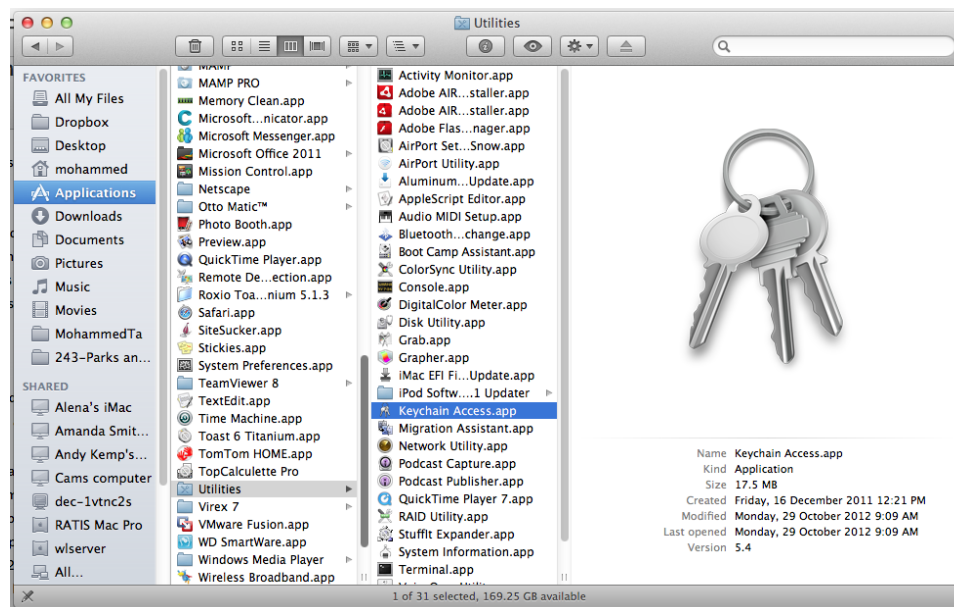 Utilities
FAVORITES
All My Files
Dropbox
Desktop
mohammed
Applications
Downloads
Documents
Pictures
Music
Movies
MohammedTa
243-Parks an...
SHARED
Alena's iMac
Amanda Smit...
Andy Kemp's...
Cams computer
dec-1vtnc2s
RATIS Mac Pro
wlserver
All...
MAMP
MAMP PRO
Memory Clean.app
Microsoft...nicator.app
Microsoft Messenger.app
Microsoft Office 2011
Mission Control.app
Netscape
Otto Matic™
Photo Booth.app
Preview.app
QuickTime Player.app
Remote De...ection.app
Roxio Toa...nium 5.1.3
Safari.app
SiteSucker.app
Stickies.app
System Preferences.app
TeamViewer 8
TextEdit.app
Time Machine.app
Toast 6 Titanium.app
TomTom HOME.app
TopCalculette Pro
Utilities
Virex 7
VMware Fusion.app
WD SmartWare.app
Windows Media Player
Wireless Broadband.app
Activity Monitor.app
Adobe AIR...staller.app
Adobe AIR...staller.app
Adobe Flas...nager.app
AirPort Set...Snow.app
AirPort Utility.app
Aluminum...Update.app
AppleScript Editor.app
Audio MIDI Setup.app
Bluetooth...change.app
Boot Camp Assistant.app
ColorSync Utility.app
Console.app
DigitalColor Meter.app
Disk Utility.app
Grab.app
Grapher.app
iMac EFI Fi...Update.app
iPod Softw....1 Updater
Keychain Access.app
Migration Assistant.app
Network Utility.app
Podcast Capture.app
Podcast Publisher.app
QuickTime Player 7.app
RAID Utility.app
StuffIt Expander.app
System Information.app
Terminal.app
Name Keychain Access.app
Kind Application
Size 17.5 MB
Created Friday, 16 December 2011 12:21 PM
Modified Monday, 29 October 2012 9:09 AM
Last opened Monday, 29 October 2012 9:09 AM
Version 5.4
1 of 31 selected, 169.25 GB available